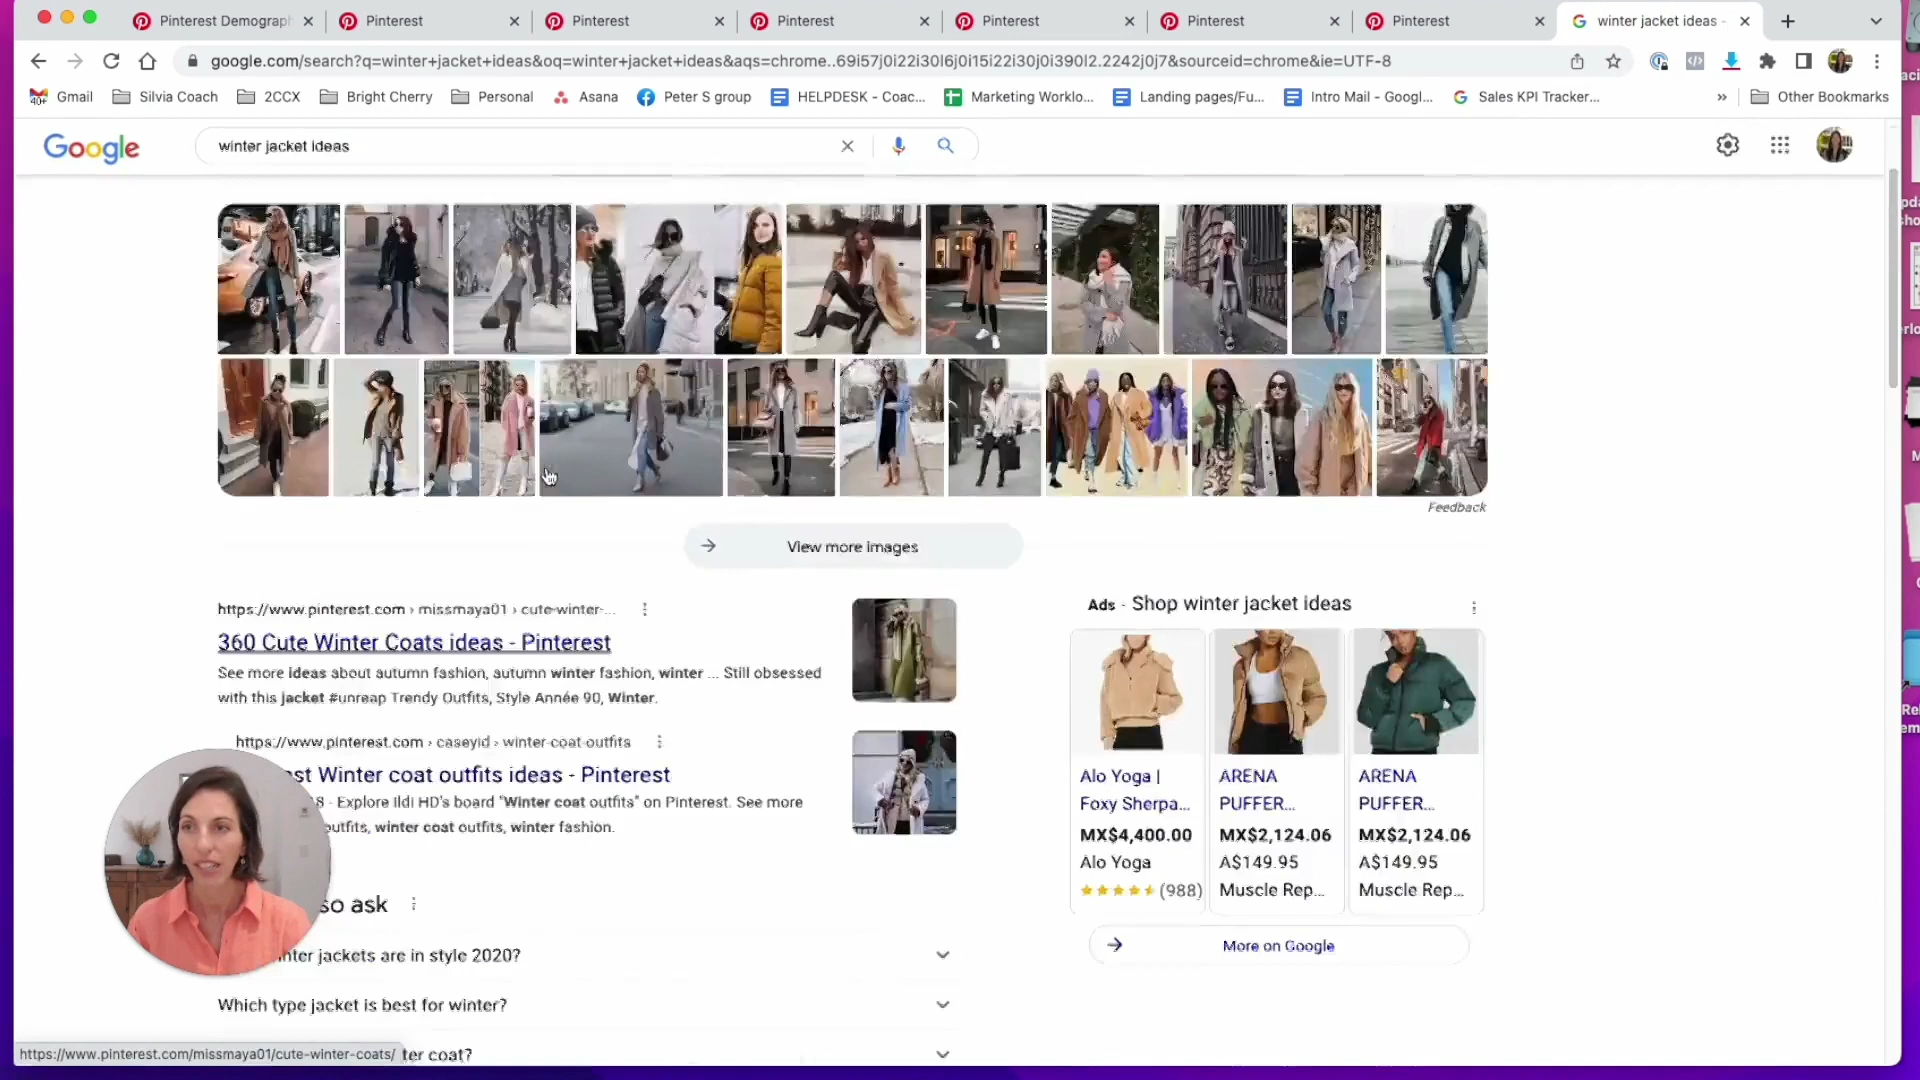 Pinterest Demograph
Pinterest
Pinterest
Pinterest
Pinterest
Pinterest
Pinterest
winter jacket ideas -
google.com/search?q=winter+jacket+ideas&oq=winter+jacket+ideas&aqs=chrome..69i57j0i22i30l6j0i15i22i30j0i390l2.2242j0j7&sourceid=chrome&ie=UTF-8
Gmail
Silvia Coach
2CCX
Bright Cherry
Personal
Asana
Peter S group
HELPDESK - Coac...
Marketing Worklo...
Landing pages/Fu...
Intro Mail - Googl...
Sales KPI Tracker...
»
Other Bookmarks
Google
winter jacket ideas
Feedback
View more images
https://www.pinterest.com › missmaya01 › cute-winter-...
360 Cute Winter Coats ideas - Pinterest
See more ideas about autumn fashion, autumn winter fashion, winter ... Still obsessed
with this jacket #unreap Trendy Outfits, Style Année 90, Winter.
https://www.pinterest.com › caseyid › winter-coat-outfits
st Winter coat outfits ideas - Pinterest
8 - Explore Ildi HD's board "Winter coat outfits" on Pinterest. See more
outfits, winter coat outfits, winter fashion.
so ask
nter jackets are in style 2020?
Which type jacket is best for winter?
ter coat?
https://www.pinterest.com/missmaya01/cute-winter-coats/
Ads - Shop winter jacket ideas
Alo Yoga |
Foxy Sherpa...
MX$4,400.00
Alo Yoga
(988)
ARENA
PUFFER...
MX$2,124.06
A$149.95
Muscle Rep...
ARENA
PUFFER...
MX$2,124.06
A$149.95
Muscle Rep...
More on Google